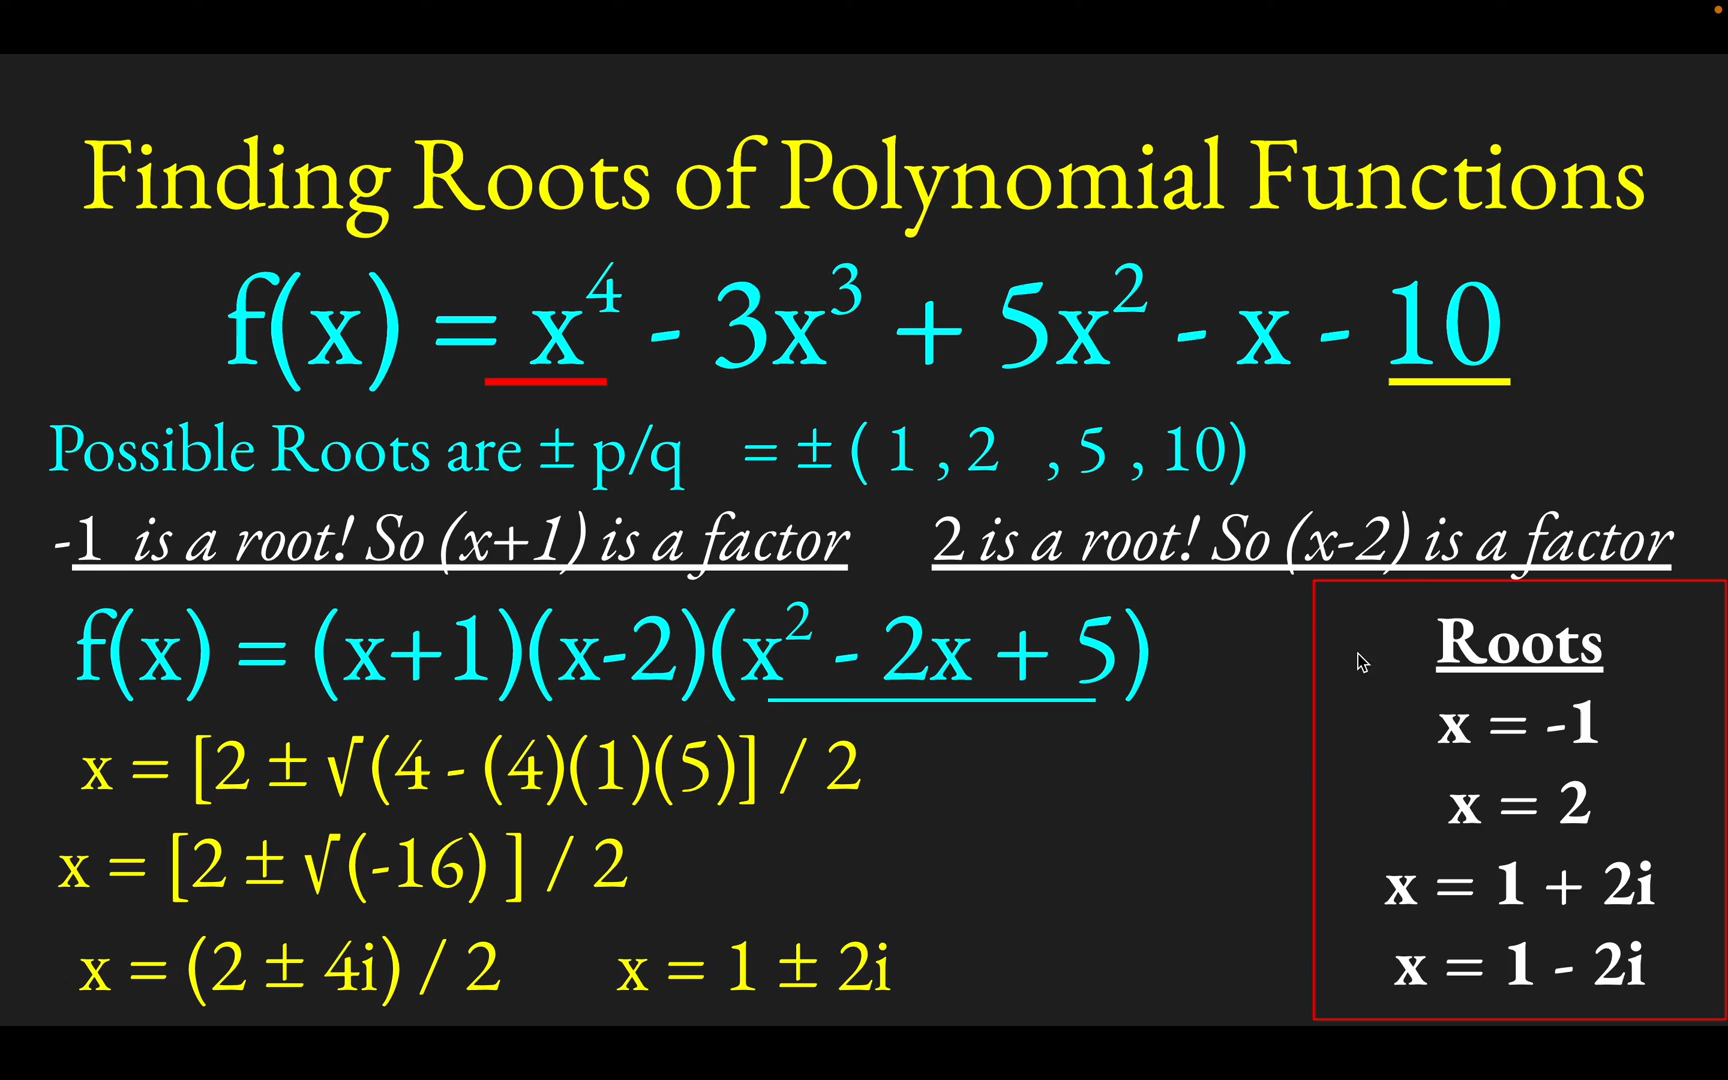 Finding Roots of Polynomial Functions
f(x) = x⁴ - 3x³ + 5x² - x - 10
Possible Roots are ± p/q = ± ( 1 , 2 , 5 , 10)
-1 is a root! So (x+1) is a factor
2 is a root! So (x-2) is a factor
f(x) = (x+1)(x-2)(x² - 2x + 5)
x = [2 ± √(4 - (4)(1)(5)] / 2
x = [2 ± √(-16) ] / 2
x = (2 ± 4i) / 2
x = 1 ± 2i
Roots
x = -1
x = 2
x = 1 + 2i
x = 1 - 2i